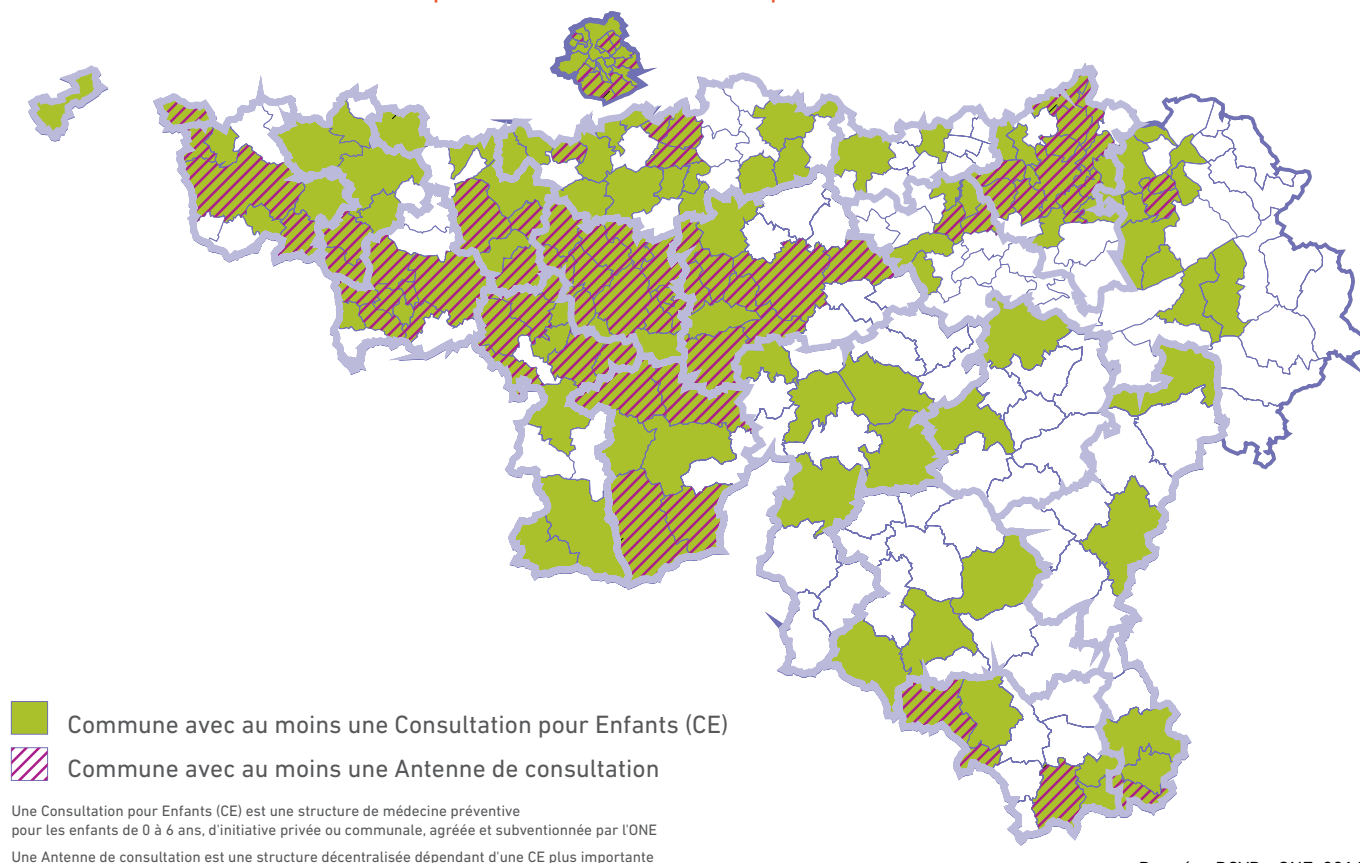 Commune avec au moins une Consultation pour Enfants (CE)
Commune avec au moins une Antenne de consultation
Une Consultation pour Enfants (CE) est une structure de médecine préventive
pour les enfants de 0 à 6 ans, d'initiative privée ou communale, agréée et subventionnée par l'ONE
Une Antenne de consultation est une structure décentralisée dépendant d'une CE plus importante